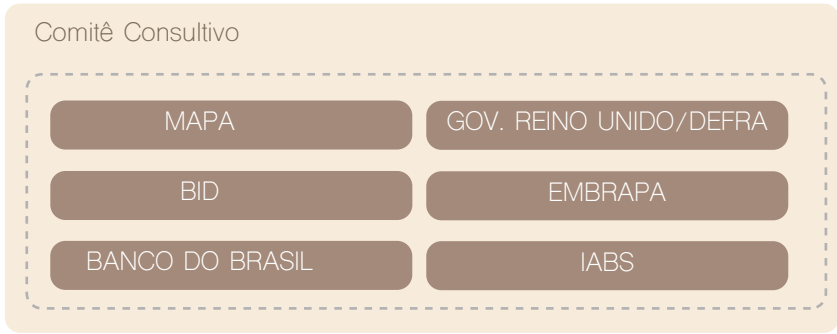 Comitê Consultivo
MAPA
GOV. REINO UNIDO/DEFRA
BID
EMBRAPA
BANCO DO BRASIL
IABS